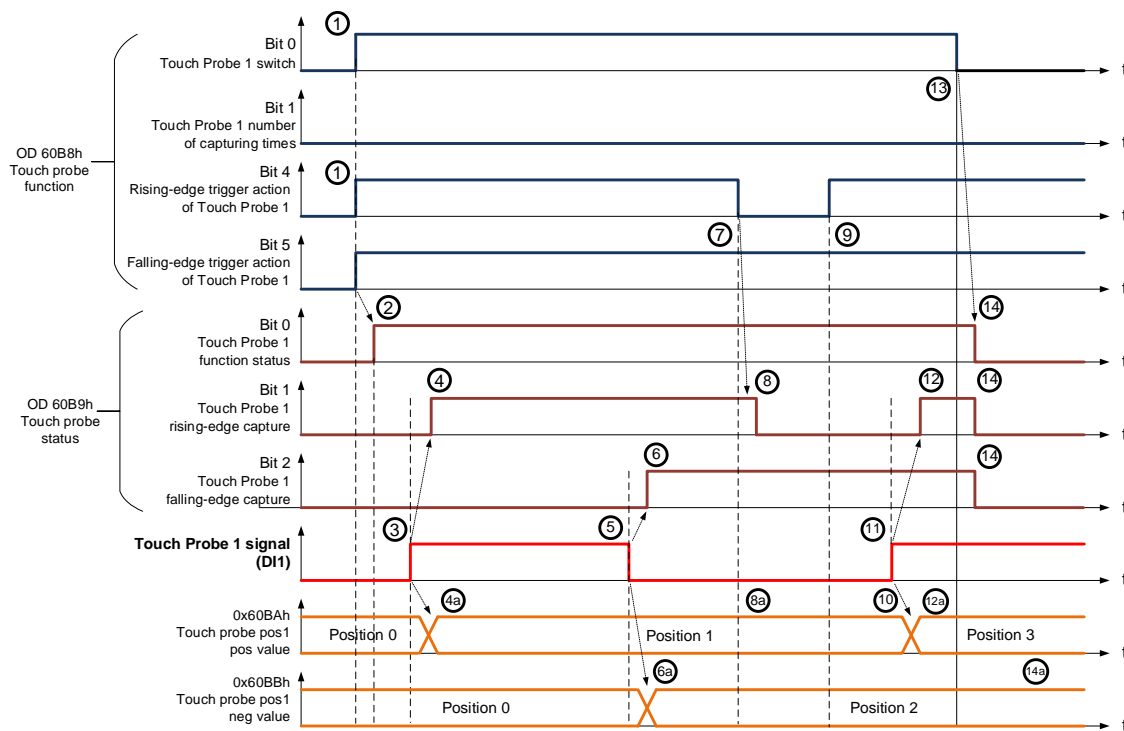 ①
Bit 0
Touch Probe 1 switch
t
⑬
Bit 1
Touch Probe 1 number
of capturing times
t
OD 60B8h
Touch probe
function
①
Bit 4
Rising-edge trigger action
of Touch Probe 1
t
⑦
⑨
Bit 5
Falling-edge trigger action
of Touch Probe 1
t
②
⑭
Bit 0
Touch Probe 1
function status
t
OD 60B9h
Touch probe
status
④
⑧
⑫
⑭
Bit 1
Touch Probe 1
rising-edge capture
t
⑥
⑭
Bit 2
Touch Probe 1
falling-edge capture
t
③
⑤
⑪
Touch Probe 1 signal
(DI1)
t
4a
8a
⑩
12a
0x60BAh
Touch probe pos1
pos value
Position 0
Position 1
Position 3
t
6a
14a
0x60BBh
Touch probe pos1
neg value
Position 0
Position 2
t